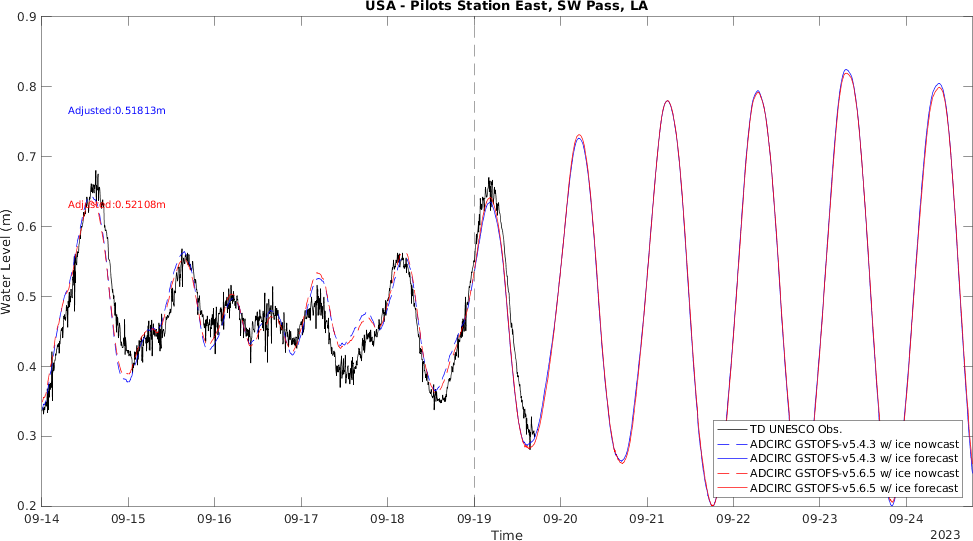 USA - Pilots Station East, SW Pass, LA
0.9
0.8
0.7
0.6
0.5
0.4
0.3
0.2
Water Level (m)
Adjusted:0.51813m
Adjusted:0.52108m
TD UNESCO Obs.
ADCIRC GSTOFS-v5.4.3 w/ ice nowcast
ADCIRC GSTOFS-v5.4.3 w/ ice forecast
ADCIRC GSTOFS-v5.6.5 w/ ice nowcast
ADCIRC GSTOFS-v5.6.5 w/ ice forecast
09-14 09-15 09-16 09-17 09-18 09-19 09-20 09-21 09-22 09-23 09-24
Time
2023